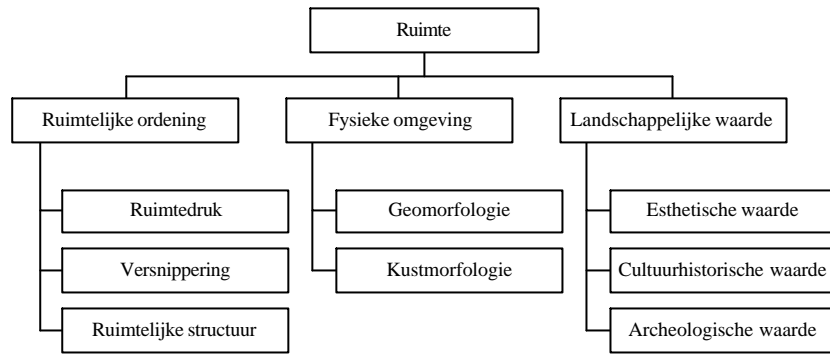 Ruimte
Ruimtelijke ordening
Fysieke omgeving
Landschappelijke waarde
Ruimtedruk
Geomorfologie
Esthetische waarde
Versnippering
Kustmorfologie
Cultuurhistorische waarde
Ruimtelijke structuur
Archeologische waarde